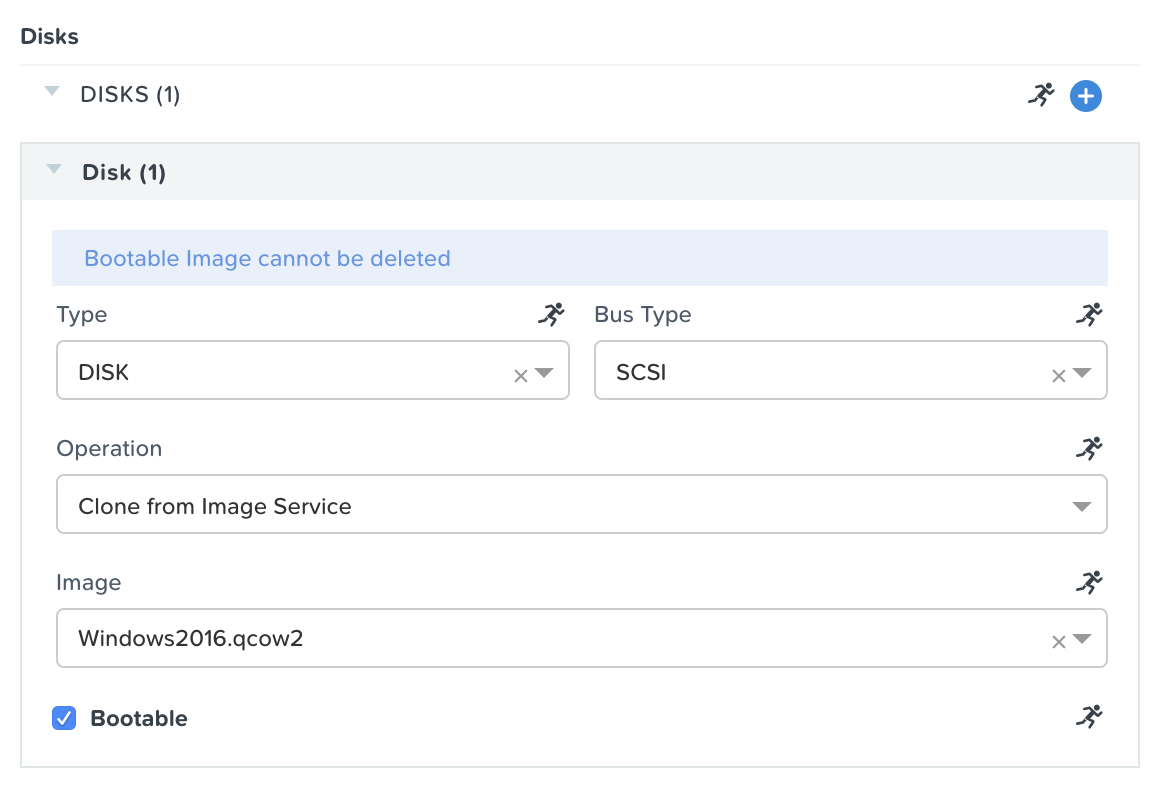 Disks
DISKS (1)
Disk (1)
Bootable Image cannot be deleted
Type
Bus Type
DISK
SCSI
Operation
Clone from Image Service
Image
Windows2016.qcow2
Bootable